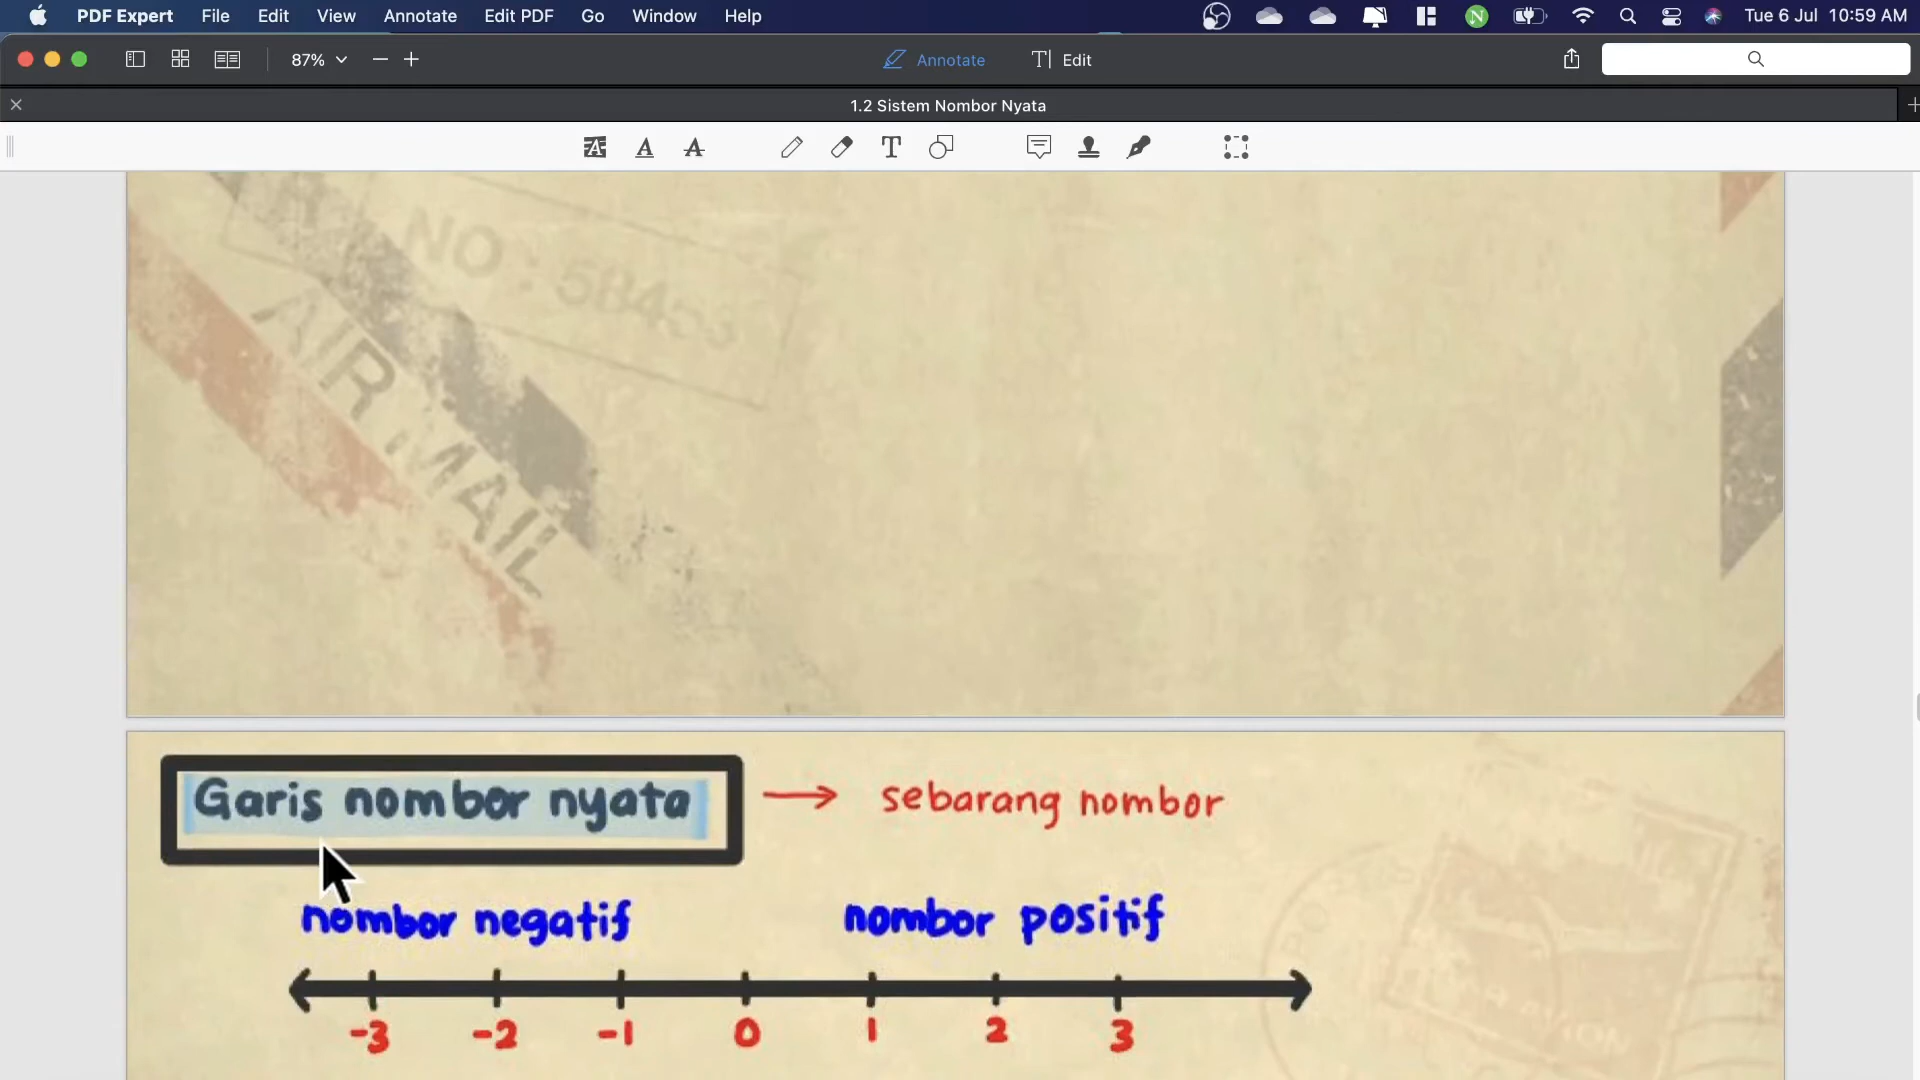 PDF Expert File Edit View Annotate Edit PDF Go Window Help N Tue 6 Jul 10:59 AM
87% Annotate T Edit
1.2 Sistem Nombor Nyata
A A A T
NO : 584
AIR MAIL
Garis nombor nyata → sebarang nombor
nombor negatif nombor positif
-3 -2 -1 0 1 2 3